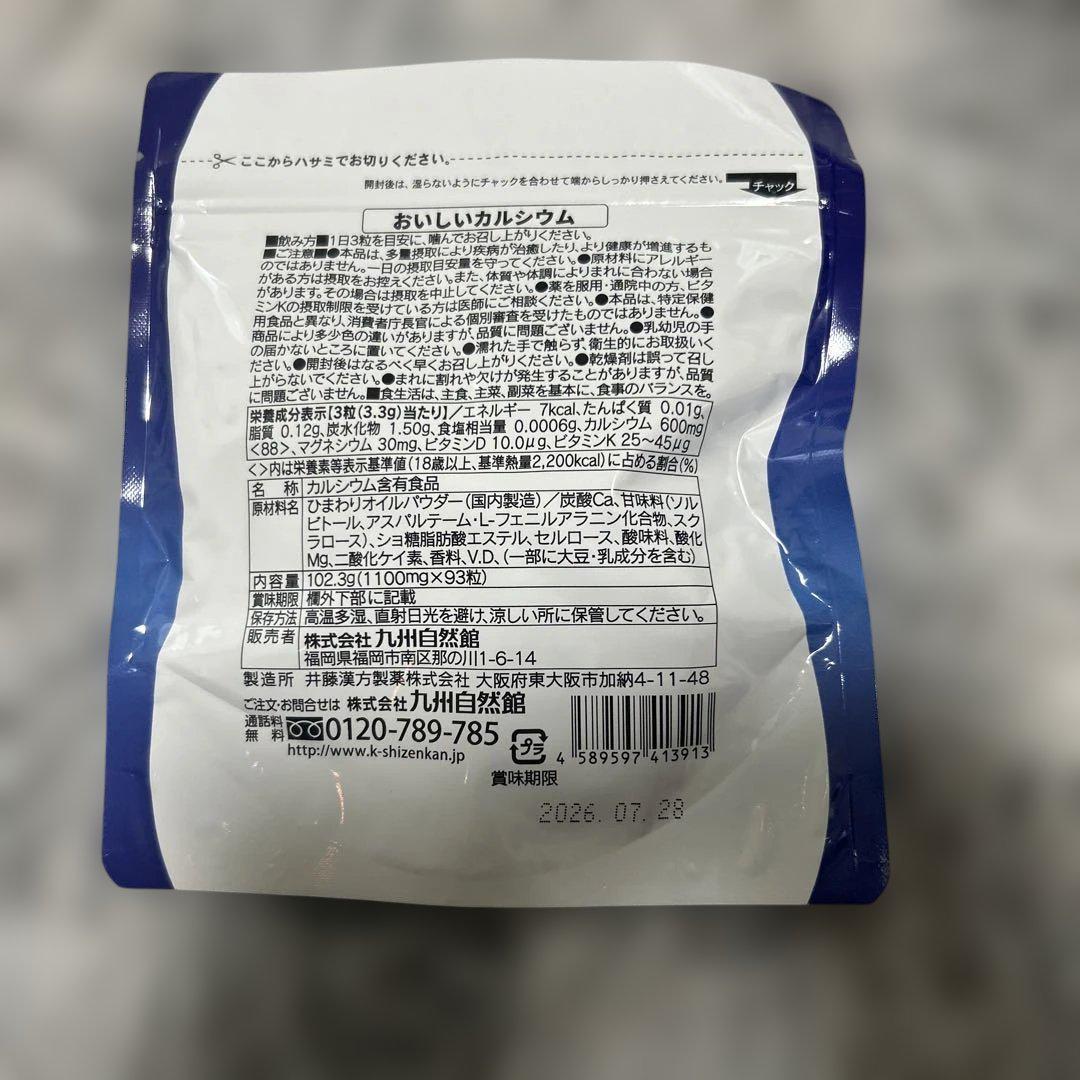 ここからハサミでお切りください。
開封後は、湿らないようにチャックを合わせて端からしっかり押さえてください。
チャック
おいしいカルシウム
■飲み方■1日3粒を目安に、噛んでお召し上がりください。
■ご注意■●本品は、多量摂取により疾病が治癒したり、より健康が増進するも
のではありません。一日の摂取目安量を守ってください。●原材料にアレルギー
がある方は摂取をお控えください。また、体質や体調によりまれに合わない場合
があります。その場合は摂取を中止してください。●薬を服用・通院中の方、ビタ
ミンKの摂取制限を受けている方は医師にご相談ください。●本品は、特定保健
用食品と異なり、消費者庁長官による個別審査を受けたものではありません。●
商品により多少色の違いがありますが、品質に問題ございません。●乳幼児の手
の届かないところに置いてください。●濡れた手で触らず、衛生的にお取扱いく
ださい。●開封後はなるべく早くお召し上がりください。●乾燥剤は誤って召し
上がらないでください。●まれに割れや欠けが発生することがありますが、品質
に問題ございません。■食生活は、主食、主菜、副菜を基本に、食事のバランスを。
栄養成分表示【3粒(3.3g)当たり】／エネルギー 7kcal、たんぱく質 0.01g、
脂質 0.12g、炭水化物 1.50g、食塩相当量 0.0006g、カルシウム 600mg
<88>、マグネシウム 30mg、ビタミンD 10.0μg、ビタミンK 25～45μg
<>内は栄養素等表示基準値(18歳以上、基準熱量2,200kcal)に占める割合(%)
名 称 カルシウム含有食品
原材料名 ひまわりオイルパウダー(国内製造)／炭酸Ca、甘味料(ソル
ビトール、アスパルテーム・L-フェニルアラニン化合物、スク
ラロース)、ショ糖脂肪酸エステル、セルロース、酸味料、酸化
Mg、二酸化ケイ素、香料、V.D、(一部に大豆・乳成分を含む)
内容量 102.3g(1100mg×93粒)
賞味期限 欄外下部に記載
保存方法 高温多湿、直射日光を避け、涼しい所に保管してください。
販売者 株式会社 九州自然館
福岡県福岡市南区那の川1-6-14
製造所 井藤漢方製薬株式会社 大阪府東大阪市加納4-11-48
ご注文・お問合せは 株式会社 九州自然館
通話料
無 料 0120-789-785
http://www.k-shizenkan.jp
プラ
4 589597 413913
賞味期限
2026. 07. 28